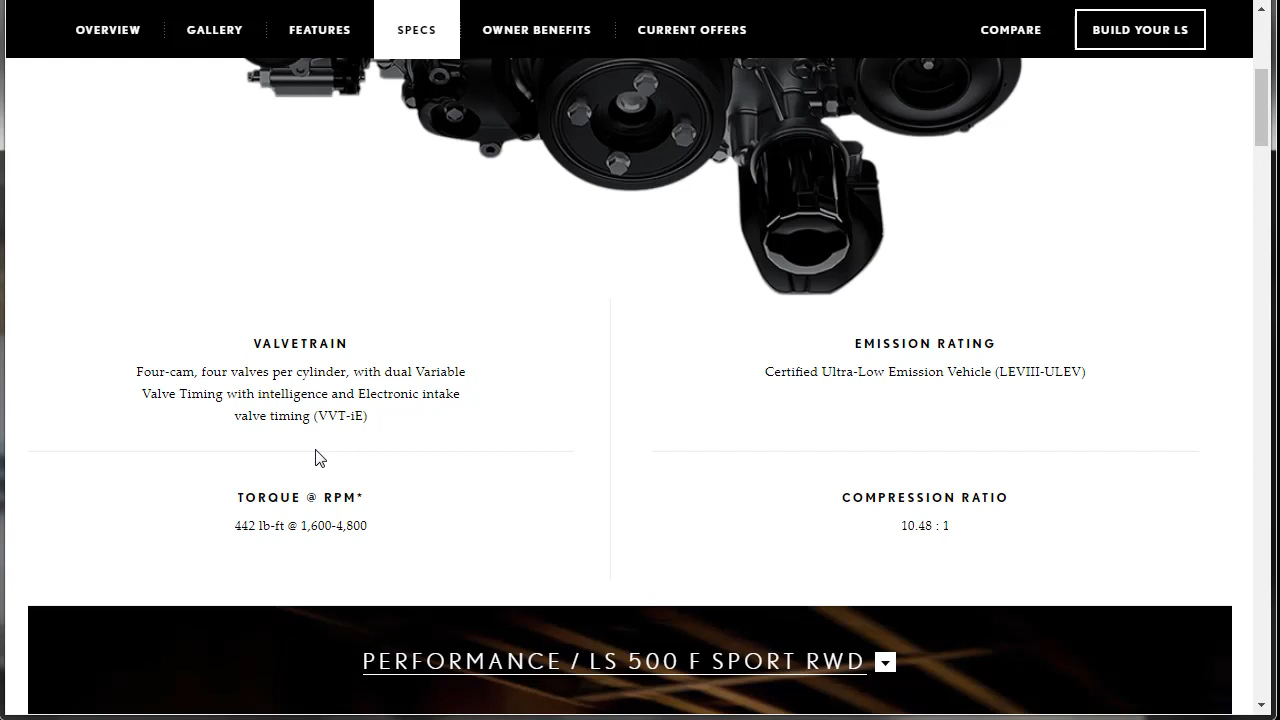 OVERVIEW
GALLERY
FEATURES
SPECS
OWNER BENEFITS
CURRENT OFFERS
COMPARE
BUILD YOUR LS
VALVETRAIN
Four-cam, four valves per cylinder, with dual Variable
Valve Timing with intelligence and Electronic intake
valve timing (VVT-iE)
EMISSION RATING
Certified Ultra-Low Emission Vehicle (LEVIII-ULEV)
TORQUE @ RPM*
442 lb-ft @ 1,600-4,800
COMPRESSION RATIO
10.48 : 1
PERFORMANCE / LS 500 F SPORT RWD